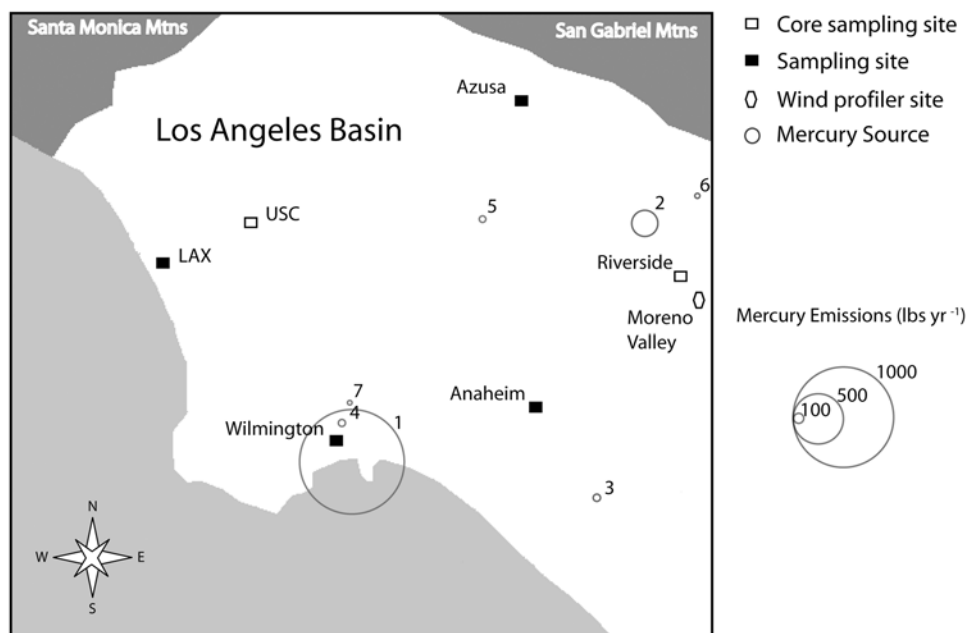 Santa Monica Mtns
San Gabriel Mtns
Core sampling site
Sampling site
Wind profiler site
Mercury Source
Azusa
Los Angeles Basin
6
5
2
USC
LAX
Riverside
Moreno
Valley
Mercury Emissions (lbs yr⁻¹)
1000
500
100
7
4
1
Anaheim
Wilmington
3
N
W
E
S